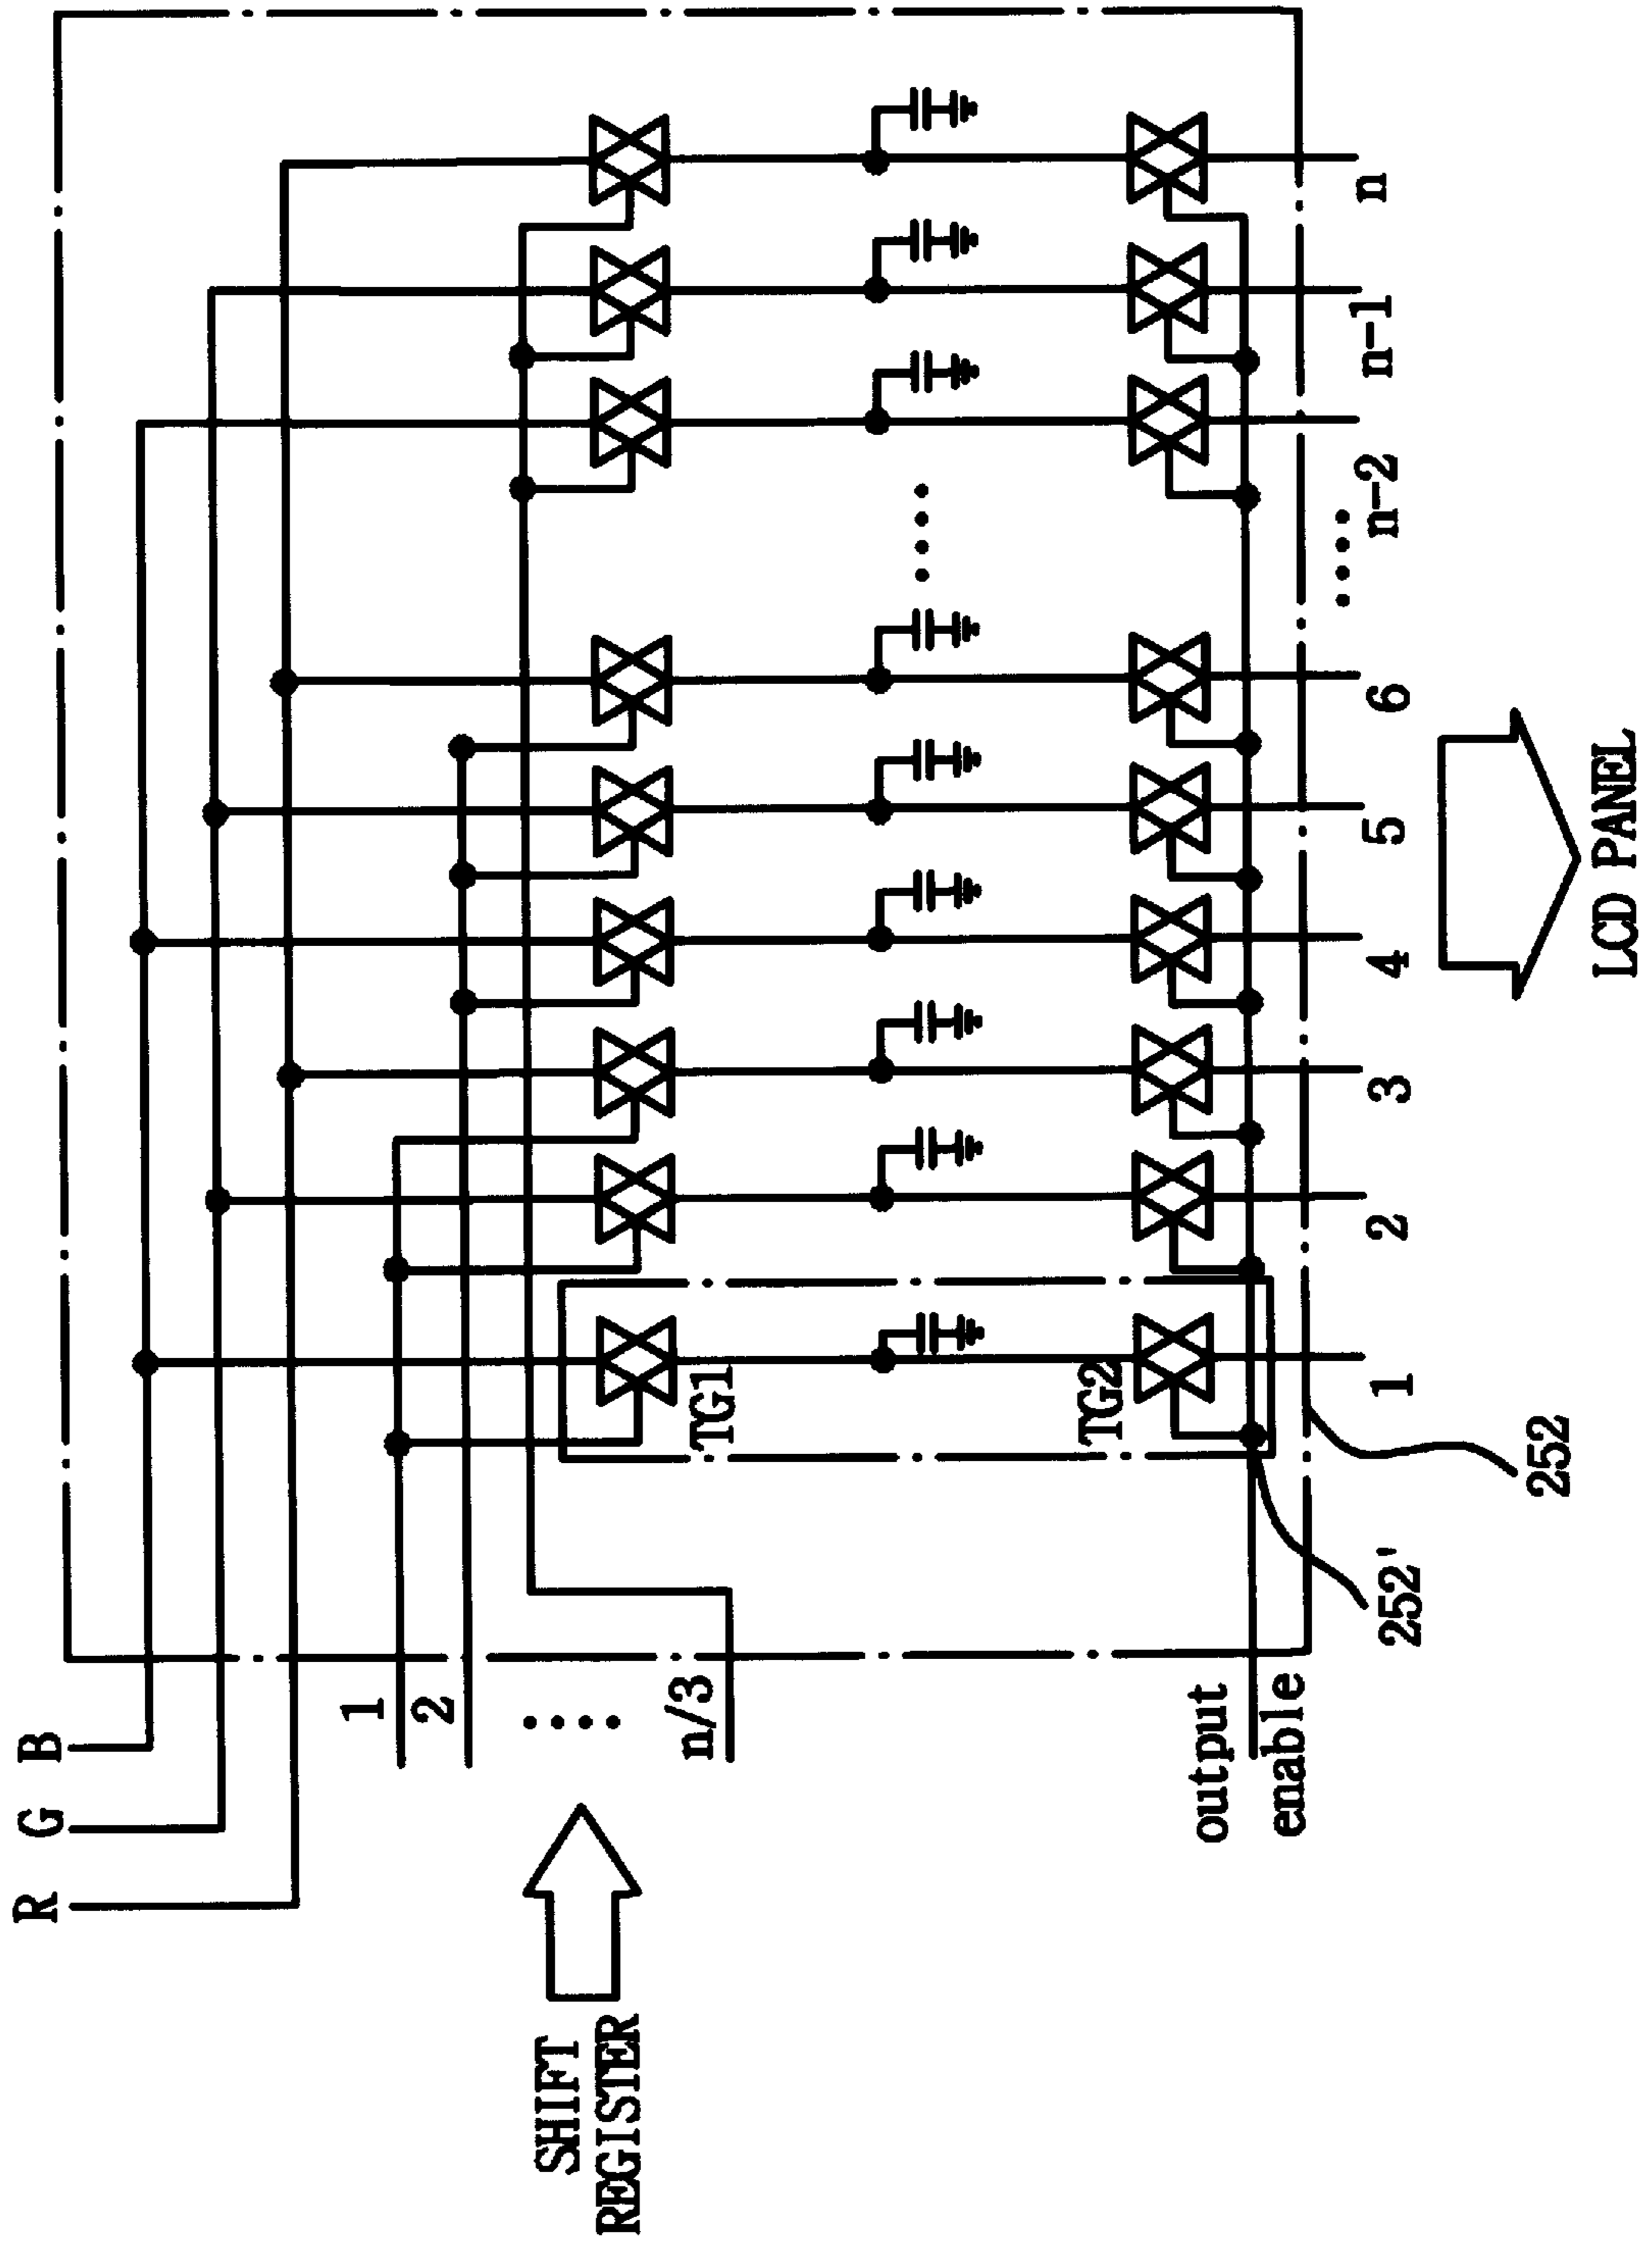 R G B
1
2
n/3
SHIFT
REGISTER
output
enable
TG1
TG2
252'
252
1 2 3 4 5 6 n-2 n-1 n
LCD PANEL